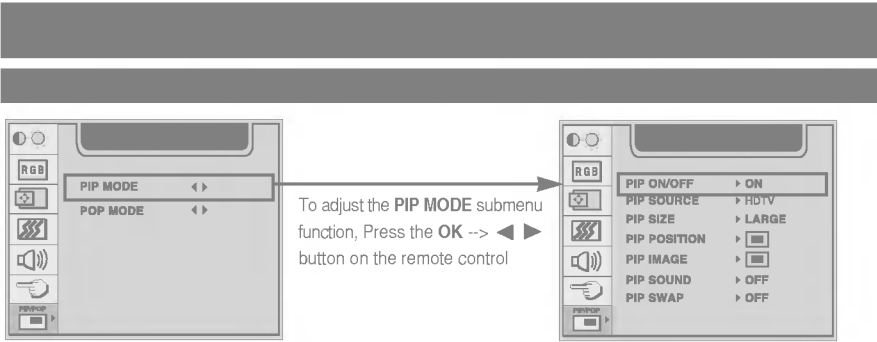 RGB
PIP MODE
POP MODE
PIP/POP
To adjust the PIP MODE submenu
function, Press the OK --> ◀ ▶
button on the remote control
RGB
PIP ON/OFF ON
PIP SOURCE HDTV
PIP SIZE LARGE
PIP POSITION
PIP IMAGE
PIP SOUND OFF
PIP SWAP OFF
PIP/POP